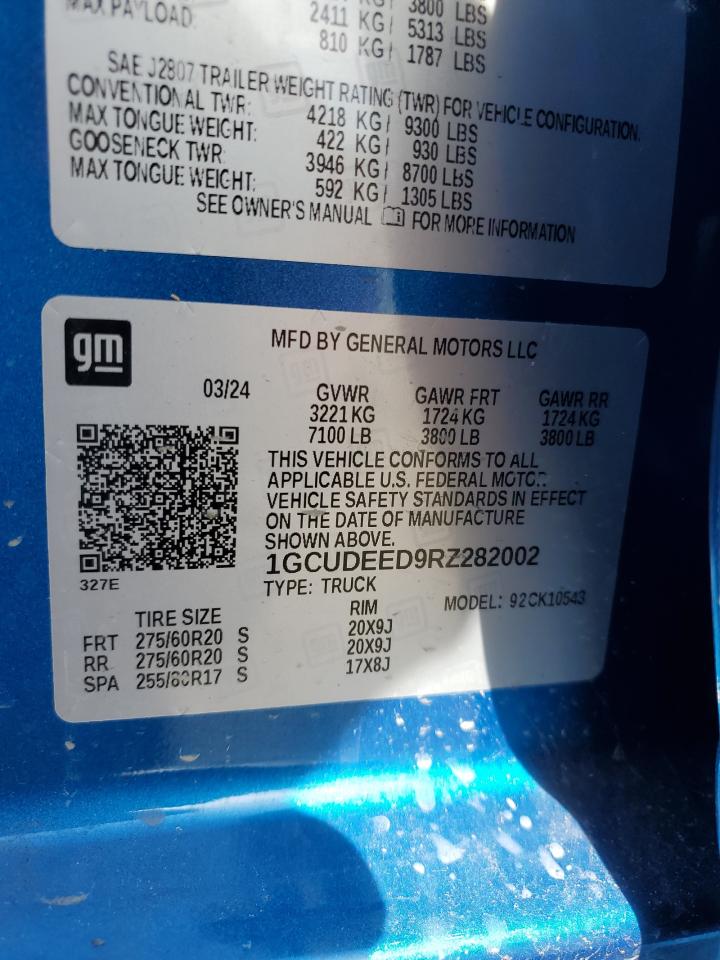 3800 LBS
MAX PAYLOAD: 2411 KG / 5313 LBS
810 KG / 1787 LBS
SAE J2807 TRAILER WEIGHT RATING (TWR) FOR VEHICLE CONFIGURATION.
CONVENTIONAL TWR: 4218 KG / 9300 LBS
MAX TONGUE WEIGHT: 422 KG / 930 LBS
GOOSENECK TWR: 3946 KG / 8700 LBS
MAX TONGUE WEIGHT: 592 KG / 1305 LBS
SEE OWNER'S MANUAL FOR MORE INFORMATION
gm
MFD BY GENERAL MOTORS LLC
03/24 GVWR GAWR FRT GAWR RR
3221 KG 1724 KG 1724 KG
7100 LB 3800 LB 3800 LB
THIS VEHICLE CONFORMS TO ALL
APPLICABLE U.S. FEDERAL MOTOR
VEHICLE SAFETY STANDARDS IN EFFECT
ON THE DATE OF MANUFACTURE
SHOWN ABOVE.
1GCUDEED9RZ282002
327E
TYPE: TRUCK
MODEL: 92CK10543
TIRE SIZE RIM
FRT 275/60R20 S 20X9J
RR 275/60R20 S 20X9J
SPA 255/80R17 S 17X8J